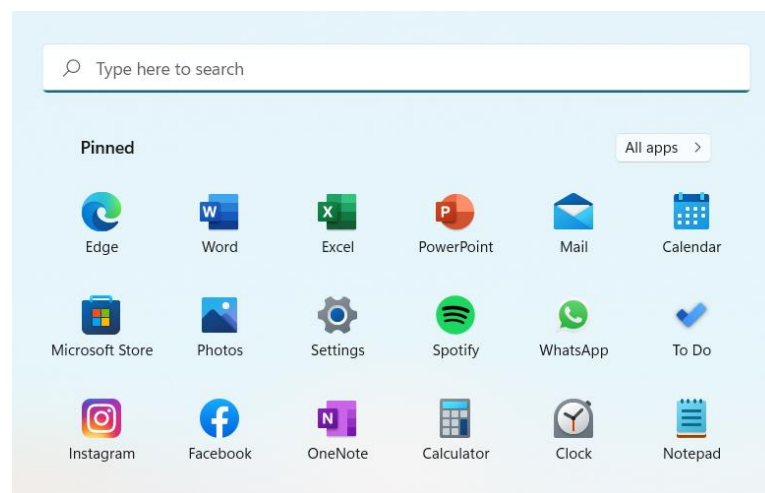 Type here to search
Pinned
All apps >
Edge
Word
Excel
PowerPoint
Mail
Calendar
Microsoft Store
Photos
Settings
Spotify
WhatsApp
To Do
Instagram
Facebook
OneNote
Calculator
Clock
Notepad